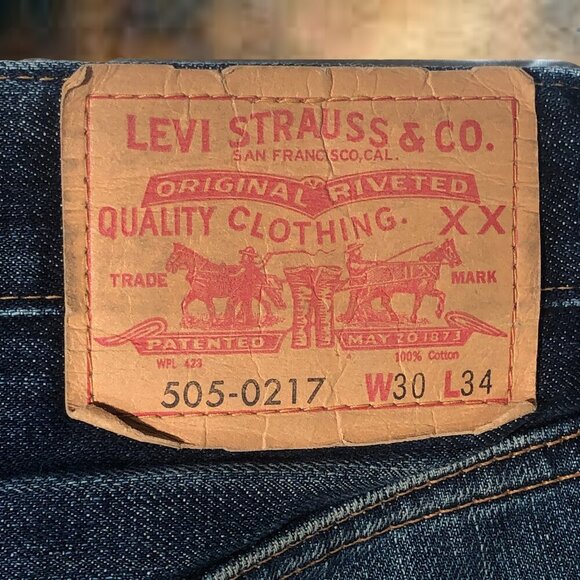 LEVI STRAUSS & CO.
SAN FRANCISCO, CAL.
ORIGINAL RIVETED
QUALITY CLOTHING. XX
TRADE MARK
PATENTED MAY 20 1873
WPL 423 100% Cotton
505-0217 W30 L34